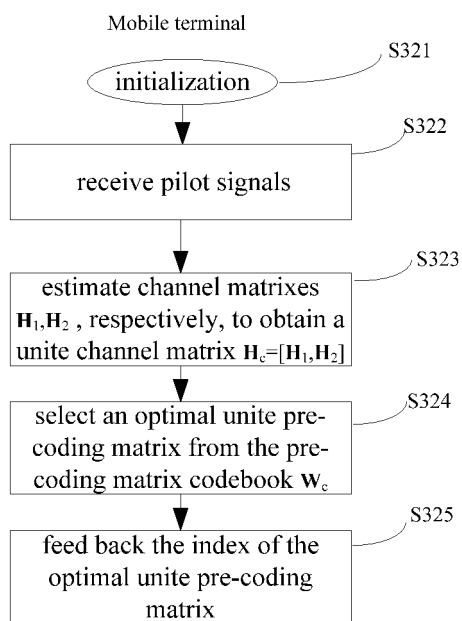 Mobile terminal
S321
initialization
S322
receive pilot signals
S323
estimate channel matrixes
H₁,H₂ , respectively, to obtain a
unite channel matrix H꜀=[H₁,H₂]
S324
select an optimal unite pre-
coding matrix from the pre-
coding matrix codebook W꜀
S325
feed back the index of the
optimal unite pre-coding
matrix